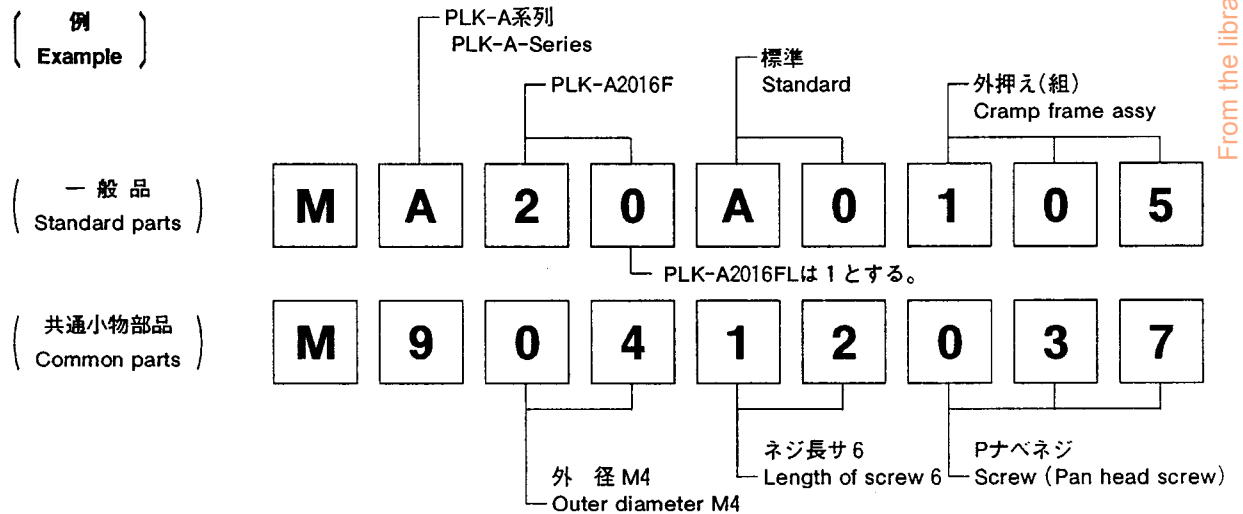 例
Example
PLK-A系列
PLK-A-Series
PLK-A2016F
標準
Standard
外押え(組)
Cramp frame assy
一般品
Standard parts
M A 2 0 A 0 1 0 5
PLK-A2016FLは1とする。
共通小物部品
Common parts
M 9 0 4 1 2 0 3 7
外 径 M4
Outer diameter M4
ネジ長サ 6
Length of screw 6
Pナベネジ
Screw (Pan head screw)
From the libra